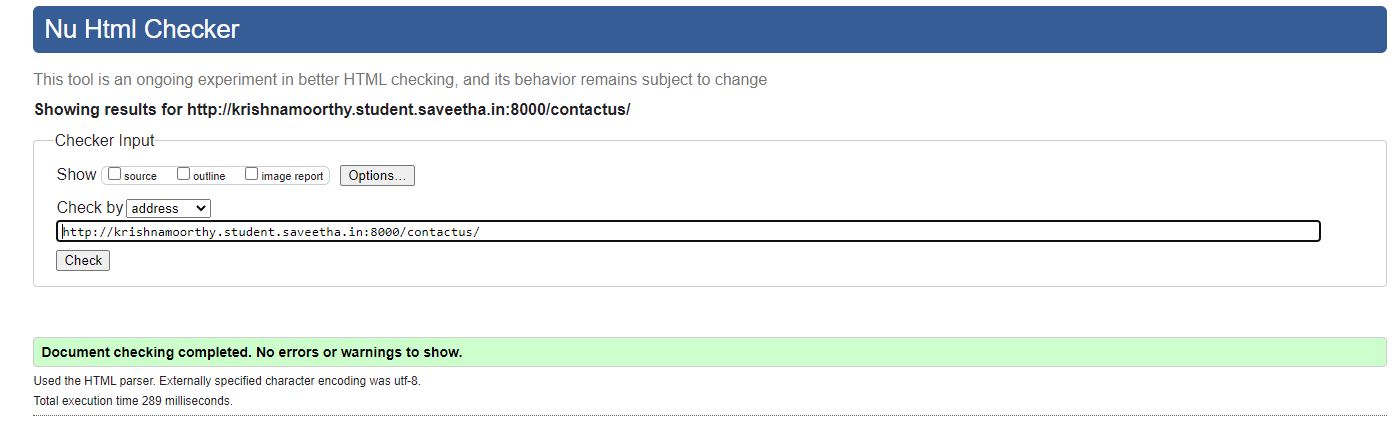 Nu Html Checker
This tool is an ongoing experiment in better HTML checking, and its behavior remains subject to change
Showing results for http://krishnamoorthy.student.saveetha.in:8000/contactus/
Checker Input
Show source outline image report Options...
Check by address
http://krishnamoorthy.student.saveetha.in:8000/contactus/
Check
Document checking completed. No errors or warnings to show.
Used the HTML parser. Externally specified character encoding was utf-8.
Total execution time 289 milliseconds.